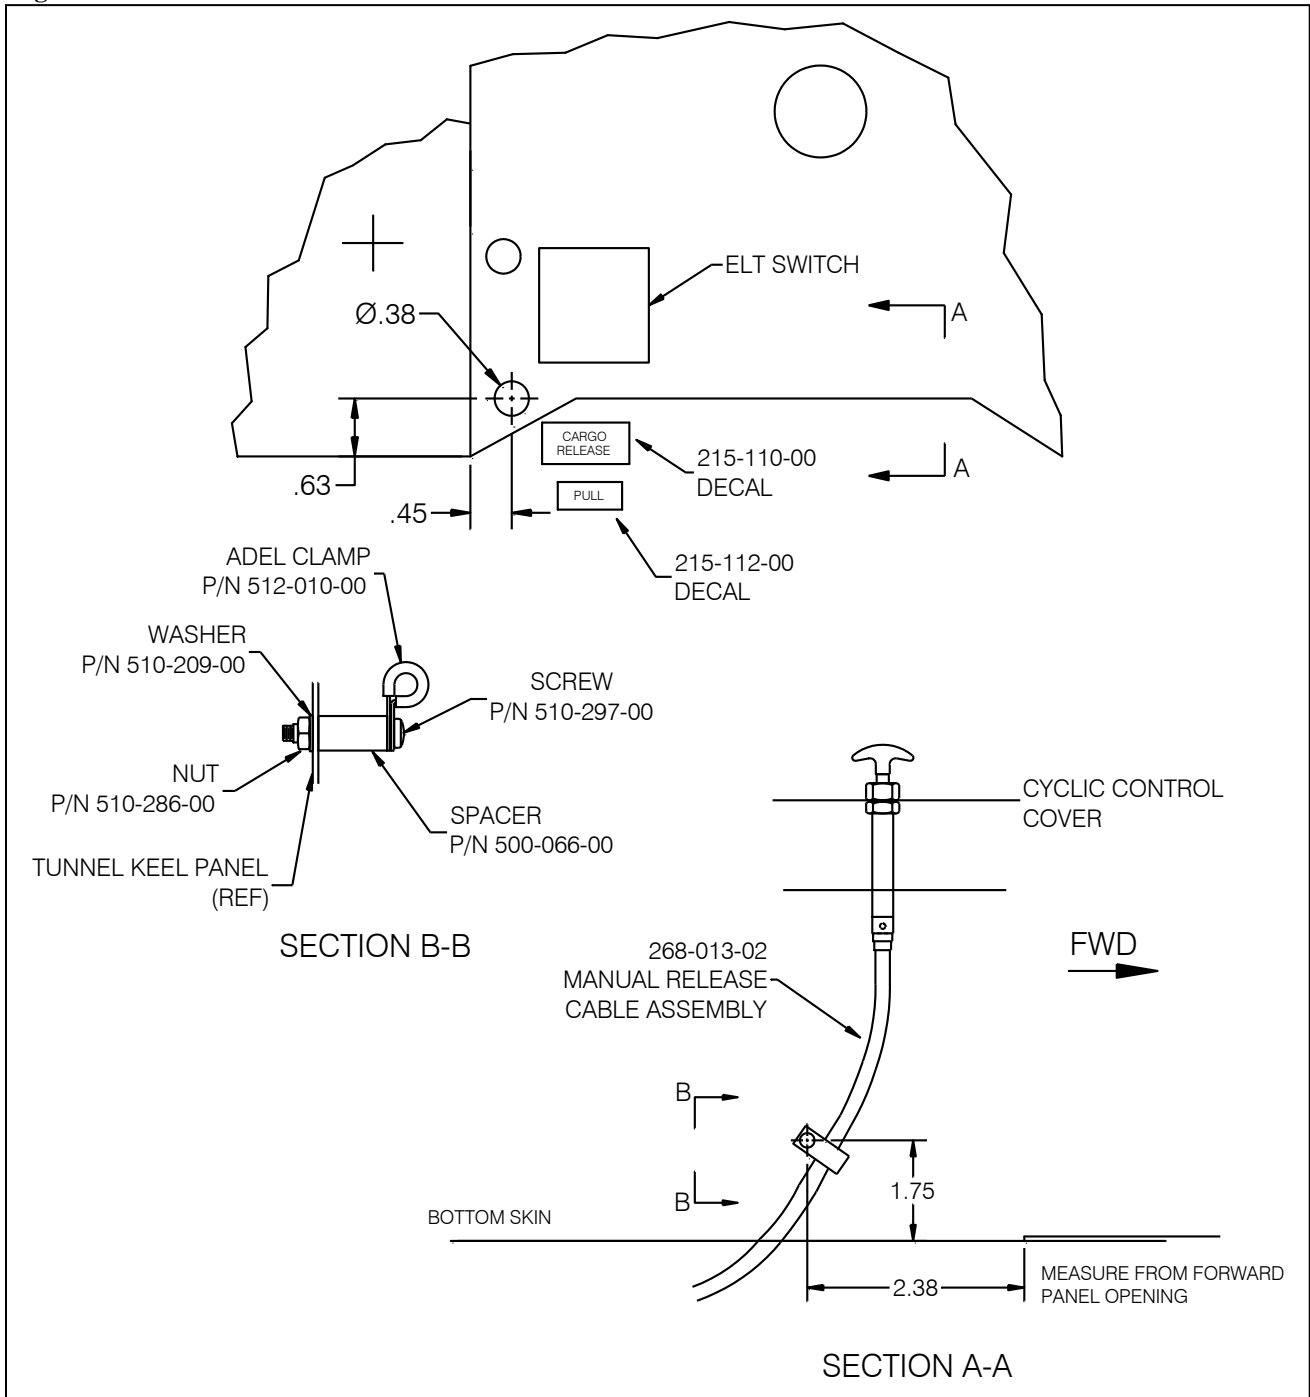 ELT SWITCH
A
Ø.38
CARGO
RELEASE
215-110-00
DECAL
A
.63
PULL
.45
215-112-00
DECAL
ADEL CLAMP
P/N 512-010-00
WASHER
P/N 510-209-00
SCREW
P/N 510-297-00
NUT
P/N 510-286-00
SPACER
P/N 500-066-00
TUNNEL KEEL PANEL
(REF)
SECTION B-B
CYCLIC CONTROL
COVER
268-013-02
MANUAL RELEASE
CABLE ASSEMBLY
FWD
B
B
1.75
BOTTOM SKIN
2.38
MEASURE FROM FORWARD
PANEL OPENING
SECTION A-A